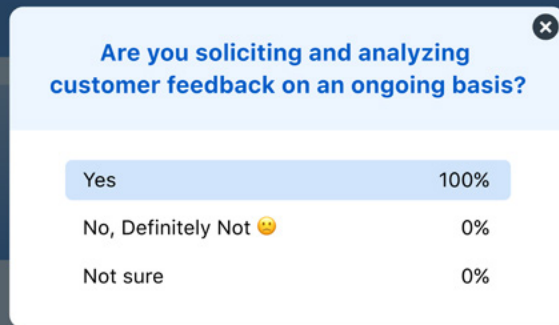 Are you soliciting and analyzing
customer feedback on an ongoing basis?
Yes 100%
No, Definitely Not 🙁 0%
Not sure 0%